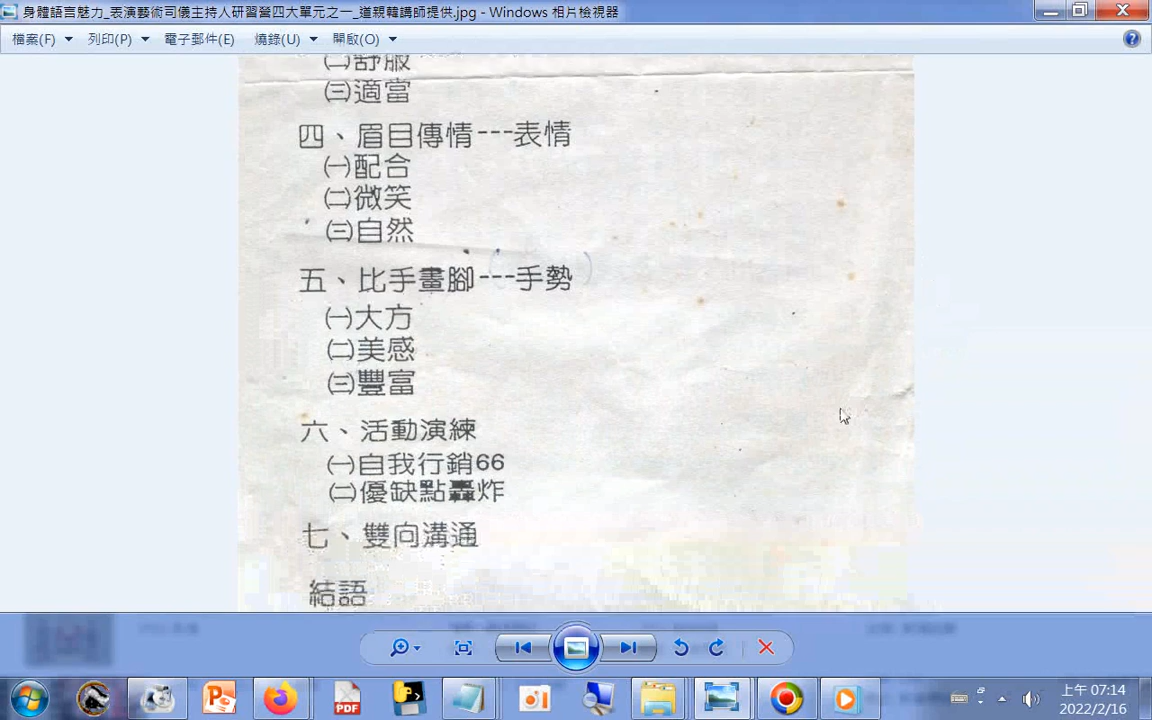 身體語言魅力_表演藝術司儀主持人研習營四大單元之一_道親韓講師提供.jpg - Windows 相片檢視器
檔案(F) 列印(P) 電子郵件(E) 燒錄(U) 開啟(O)
㈡舒服
㈢適當
四、眉目傳情---表情
㈠配合
㈡微笑
㈢自然
五、比手畫腳---手勢
㈠大方
㈡美感
㈢豐富
六、活動演練
㈠自我行銷66
㈡優缺點轟炸
七、雙向溝通
結語
上午 07:14
2022/2/16